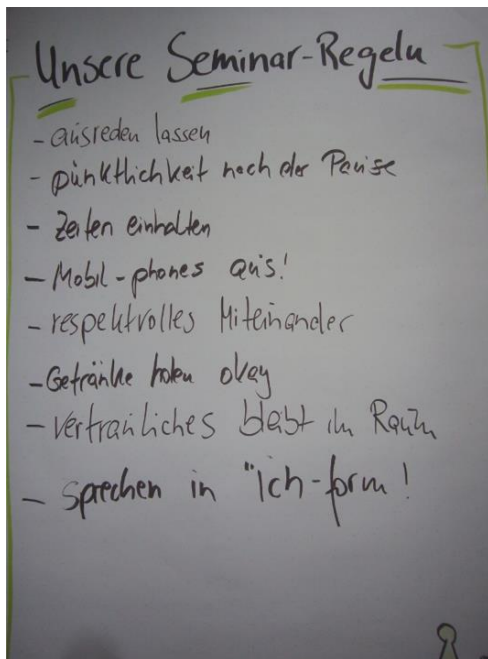 Unsere Seminar-Regeln
- ausreden lassen
- pünktlichkeit nach der Pause
- Zeiten einhalten
- Mobil-phones aus!
- respektvolles Miteinander
- Getränke holen okay
- Vertrauliches bleibt im Raum
- sprechen in "ich-form!